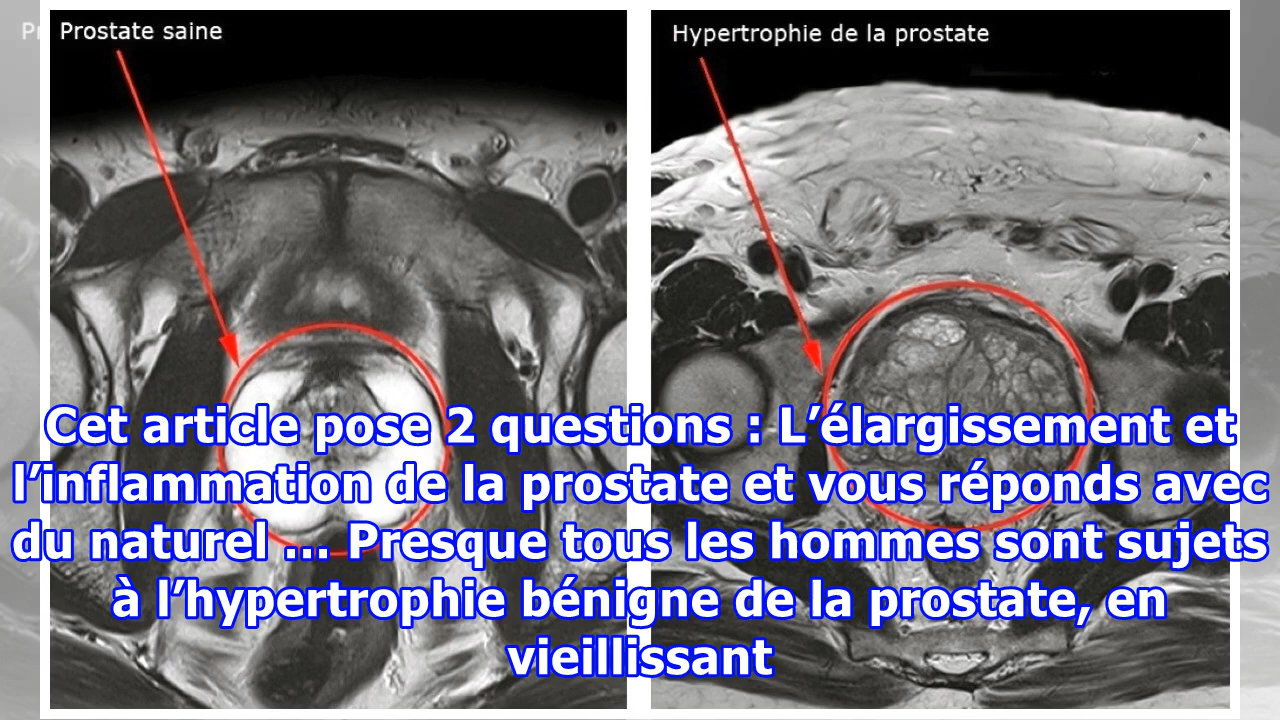 Pr
Prostate saine
Hypertrophie de la prostate
Cet article pose 2 questions : L’élargissement et
l’inflammation de la prostate et vous réponds avec
du naturel ... Presque tous les hommes sont sujets
à l’hypertrophie bénigne de la prostate, en
vieillissant